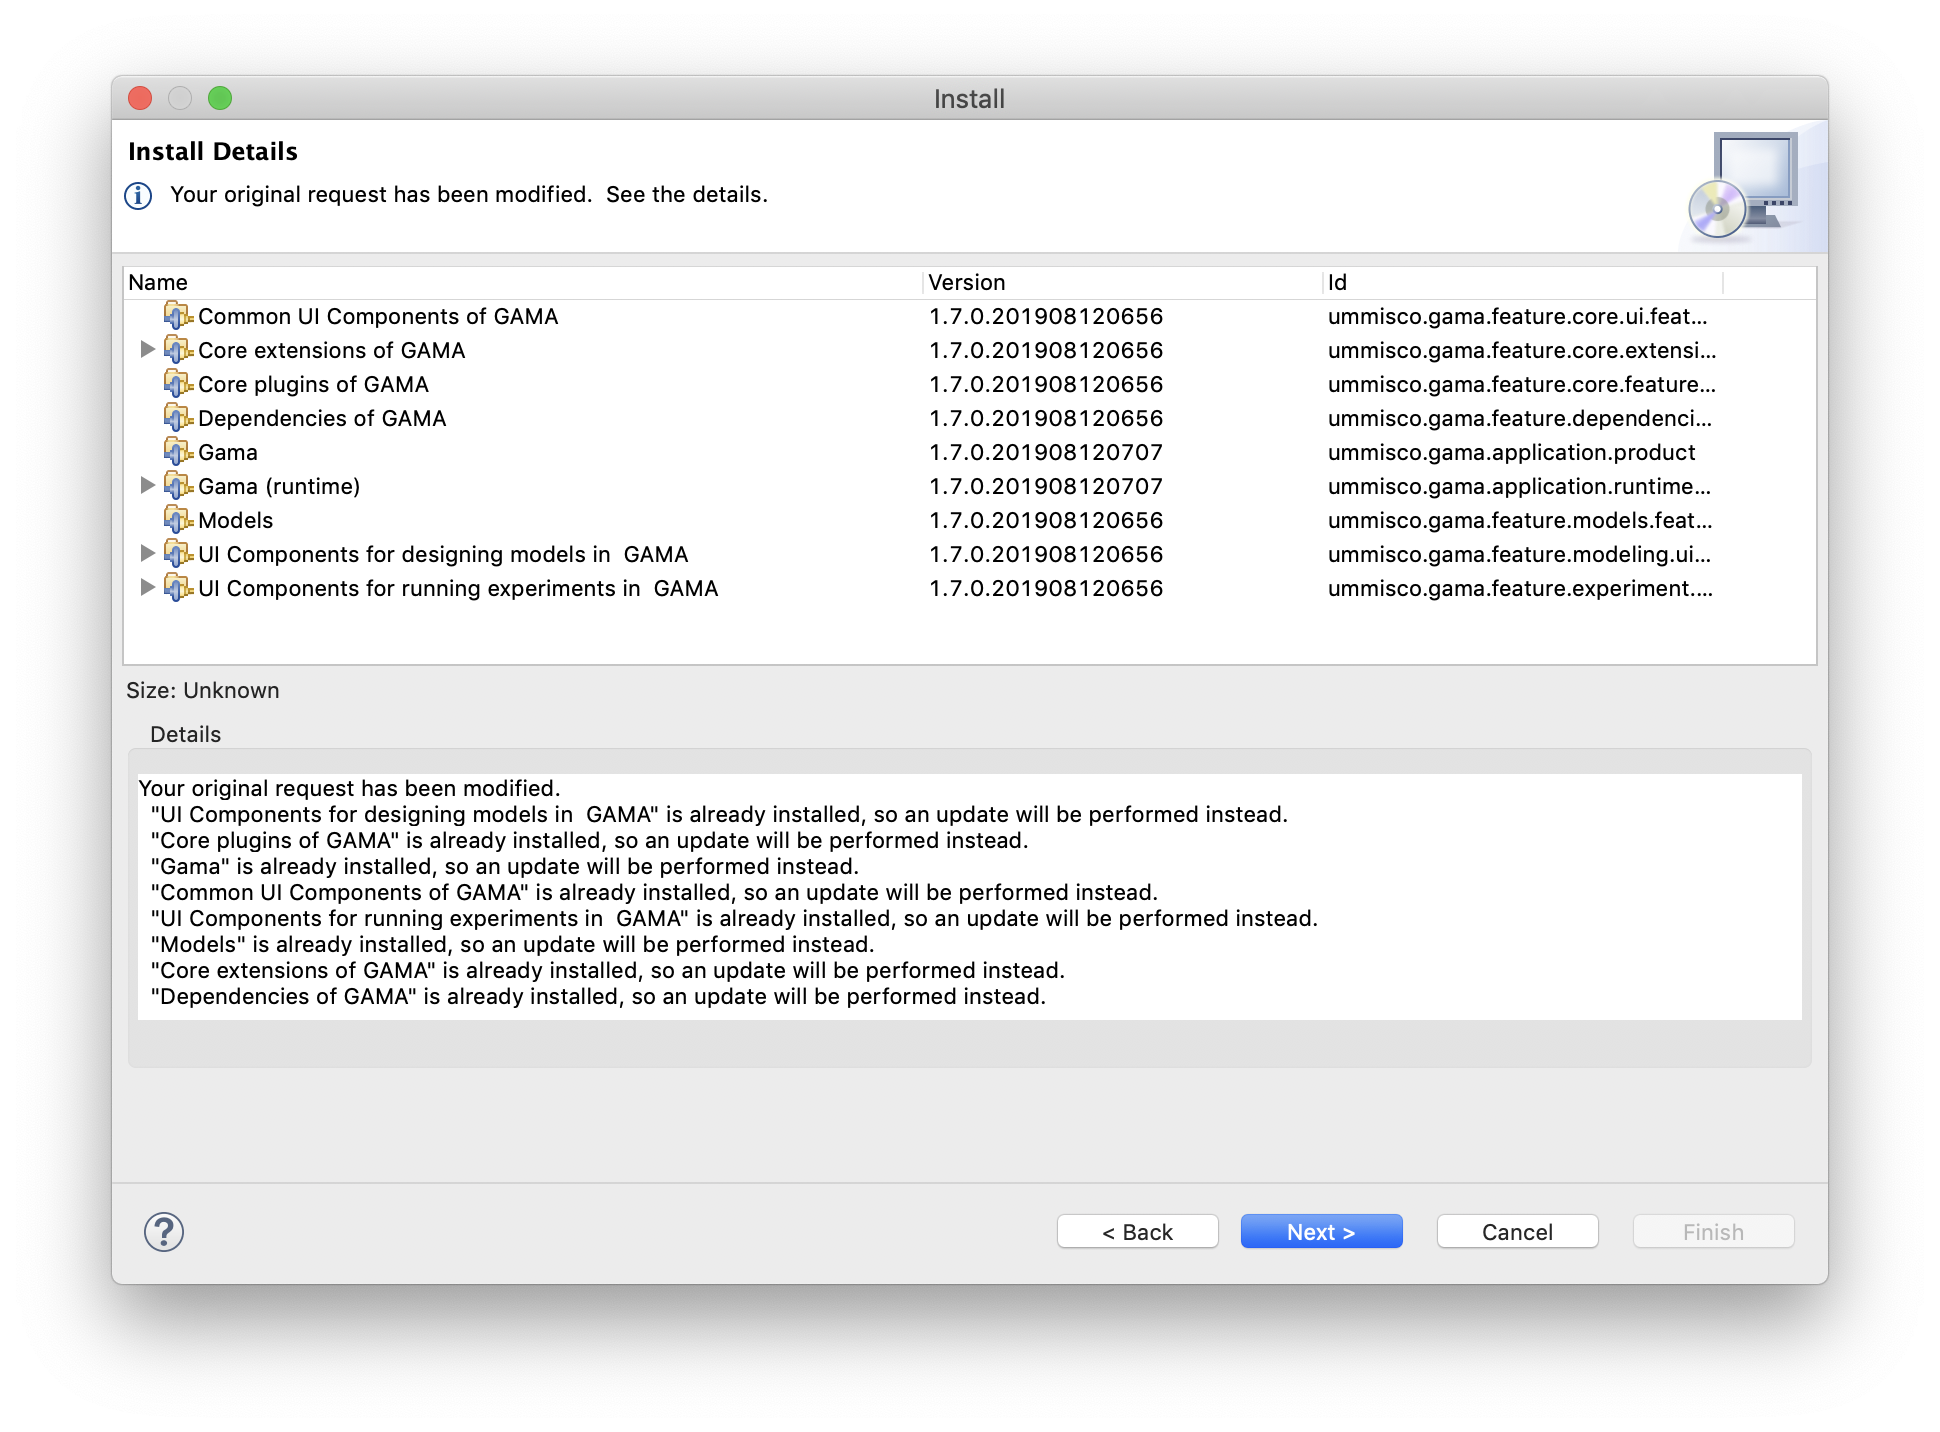 Install
Install Details
Your original request has been modified.  See the details.
Name Version Id
Common UI Components of GAMA 1.7.0.201908120656 ummisco.gama.feature.core.ui.feat...
Core extensions of GAMA 1.7.0.201908120656 ummisco.gama.feature.core.extensi...
Core plugins of GAMA 1.7.0.201908120656 ummisco.gama.feature.core.feature...
Dependencies of GAMA 1.7.0.201908120656 ummisco.gama.feature.dependenci...
Gama 1.7.0.201908120707 ummisco.gama.application.product
Gama (runtime) 1.7.0.201908120707 ummisco.gama.application.runtime...
Models 1.7.0.201908120656 ummisco.gama.feature.models.feat...
UI Components for designing models in  GAMA 1.7.0.201908120656 ummisco.gama.feature.modeling.ui...
UI Components for running experiments in  GAMA 1.7.0.201908120656 ummisco.gama.feature.experiment....
Size: Unknown
Details
Your original request has been modified.
"UI Components for designing models in  GAMA" is already installed, so an update will be performed instead.
"Core plugins of GAMA" is already installed, so an update will be performed instead.
"Gama" is already installed, so an update will be performed instead.
"Common UI Components of GAMA" is already installed, so an update will be performed instead.
"UI Components for running experiments in  GAMA" is already installed, so an update will be performed instead.
"Models" is already installed, so an update will be performed instead.
"Core extensions of GAMA" is already installed, so an update will be performed instead.
"Dependencies of GAMA" is already installed, so an update will be performed instead.
? < Back Next > Cancel Finish